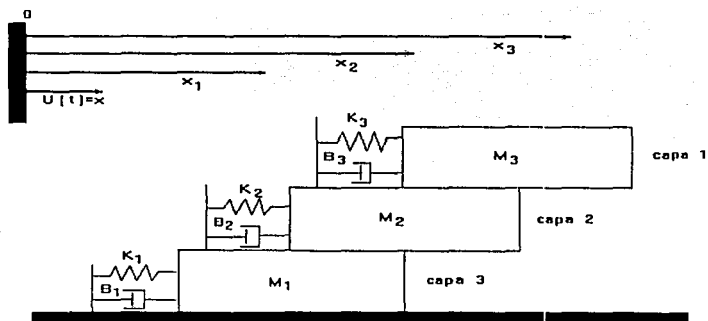 0
x3
x2
x1
U(t)=x
K3
B3
M3
capa 1
K2
B2
M2
capa 2
K1
B1
M1
capa 3